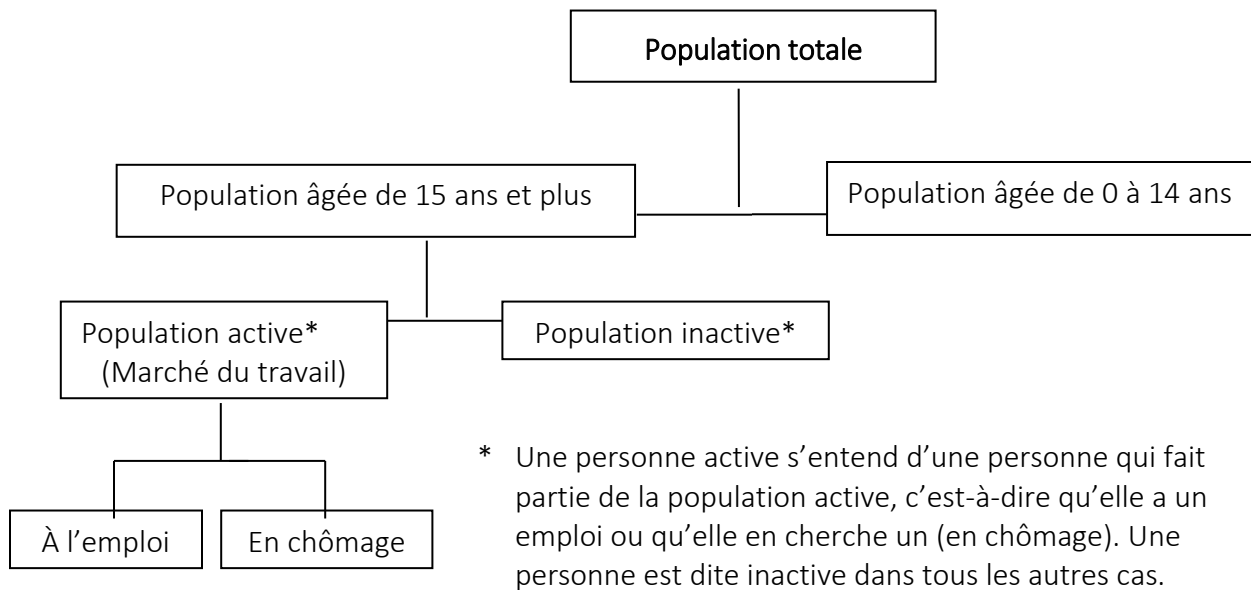 Population totale
Population âgée de 15 ans et plus
Population âgée de 0 à 14 ans
Population active*
(Marché du travail)
Population inactive*
À l’emploi
En chômage
* Une personne active s’entend d’une personne qui fait
partie de la population active, c’est-à-dire qu’elle a un
emploi ou qu’elle en cherche un (en chômage). Une
personne est dite inactive dans tous les autres cas.